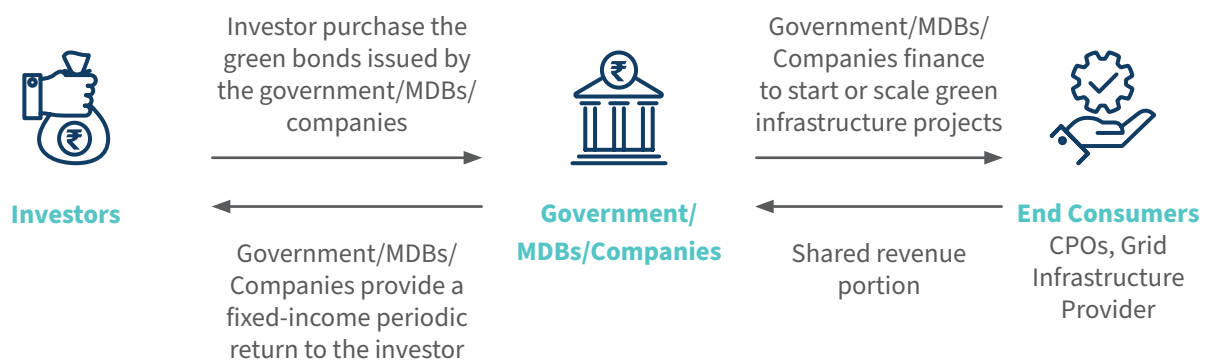 Investor purchase the
green bonds issued by
the government/MDBs/
companies
Government/MDBs/
Companies finance
to start or scale green
infrastructure projects
₹
₹
Investors
Government/
MDBs/Companies
End Consumers
CPOs, Grid
Infrastructure
Provider
Government/MDBs/
Companies provide a
fixed-income periodic
return to the investor
Shared revenue
portion